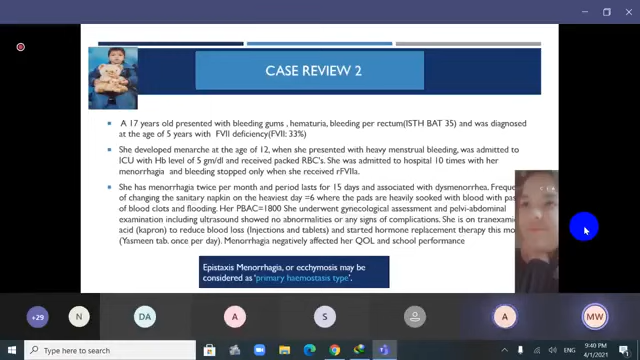 CASE REVIEW 2
A 17 years old presented with bleeding gums , hematuria, bleeding per rectum(ISTH BAT 35) and was diagnosed
at the age of 5 years with FVII deficiency(FVII: 33%)
She developed menarche at the age of 12, when she presented with heavy menstrual bleeding, was admitted to
ICU with Hb level of 5 gm/dl and received packed RBC's. She was admitted to hospital 10 times with her
menorrhagia and bleeding stopped only when she received rFVIIa.
She has menorrhagia twice per month and period lasts for 15 days and associated with dysmenorrhea. Freque
of changing the sanitary napkin on the heaviest day =6 where the pads are heavily sooked with blood with pas
of blood clots and flooding. Her PBAC=1800 She underwent gynecological assessment and pelvi-abdominal
examination including ultrasound showed no abnormalities or any signs of complications. She is on tranexam
acid (kapron) to reduce blood loss (Injections and tablets) and started hormone replacement therapy this mo
(Yasmeen tab. once per day). Menorrhagia negatively affected her QOL and school performance
Epistaxis Menorrhagia, or ecchymosis may be
considered as 'primary haemostasis type'.
+29
N
DA
A
S
A
MW
Type here to search
ENG
9:40 PM
4/1/2021